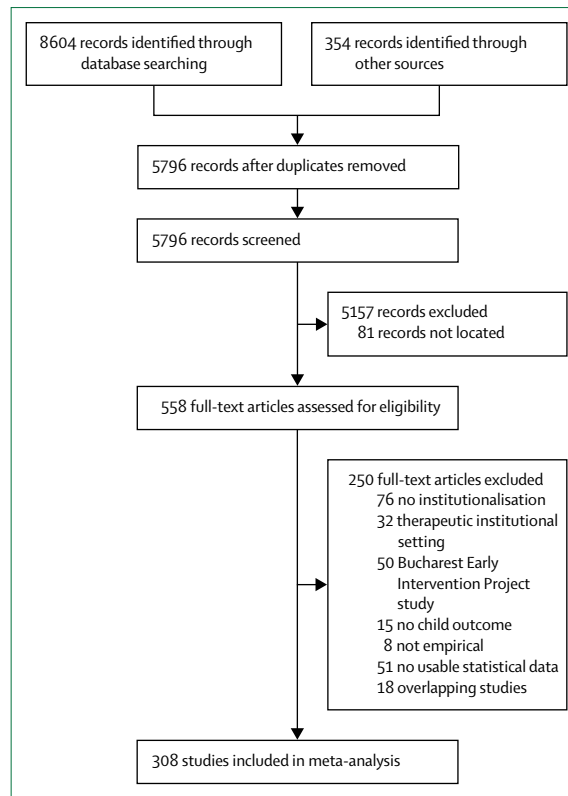 8604 records identified through
database searching
354 records identified through
other sources
5796 records after duplicates removed
5796 records screened
5157 records excluded
81 records not located
558 full-text articles assessed for eligibility
250 full-text articles excluded
76 no institutionalisation
32 therapeutic institutional
setting
50 Bucharest Early
Intervention Project
study
15 no child outcome
8 not empirical
51 no usable statistical data
18 overlapping studies
308 studies included in meta-analysis